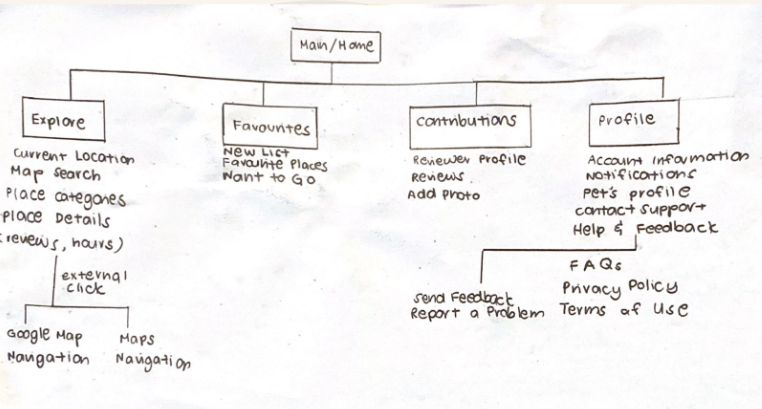 Main/Home
Explore
Current Location
Map Search
Place categories
Place Details
(reveiws, hours)
external
click
Google Map
Navigation
Maps
Navigation
Favourites
New List
Favourite Places
Want to Go
Contributions
Reviewer Profile
Reviews
Add Photo
Profile
Account Information
Notifications
Pet's profile
Contact Support
Help & Feedback
Send Feedback
Report a Problem
FAQs
Privacy Policy
Terms of Use